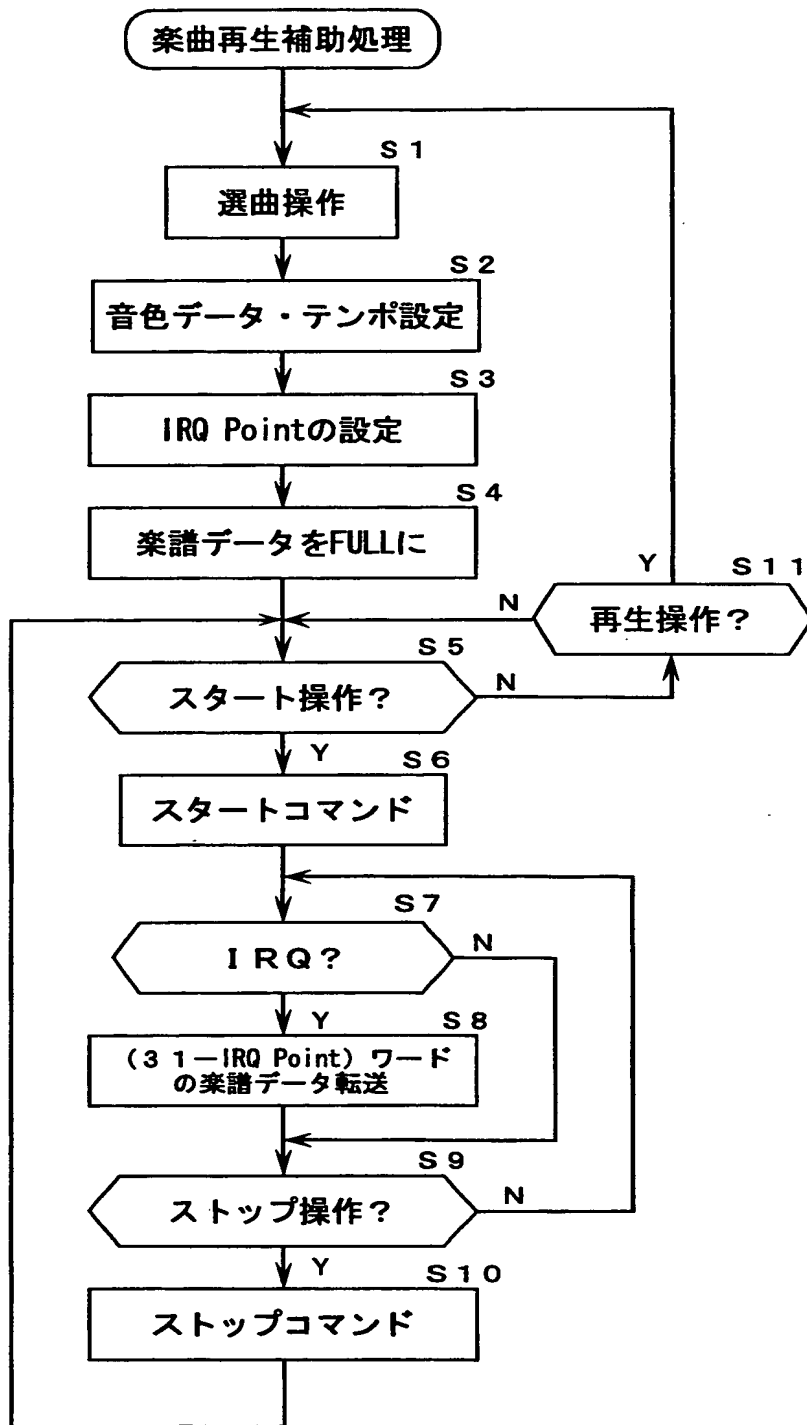 楽曲再生補助処理
S1
選曲操作
S2
音色データ・テンポ設定
S3
IRQ Pointの設定
S4
楽譜データをFULLに
Y
S11
N
再生操作?
S5
スタート操作?
N
Y
S6
スタートコマンド
S7
IRQ?
N
Y
S8
(31-IRQ Point)ワード
の楽譜データ転送
S9
ストップ操作?
N
Y
S10
ストップコマンド